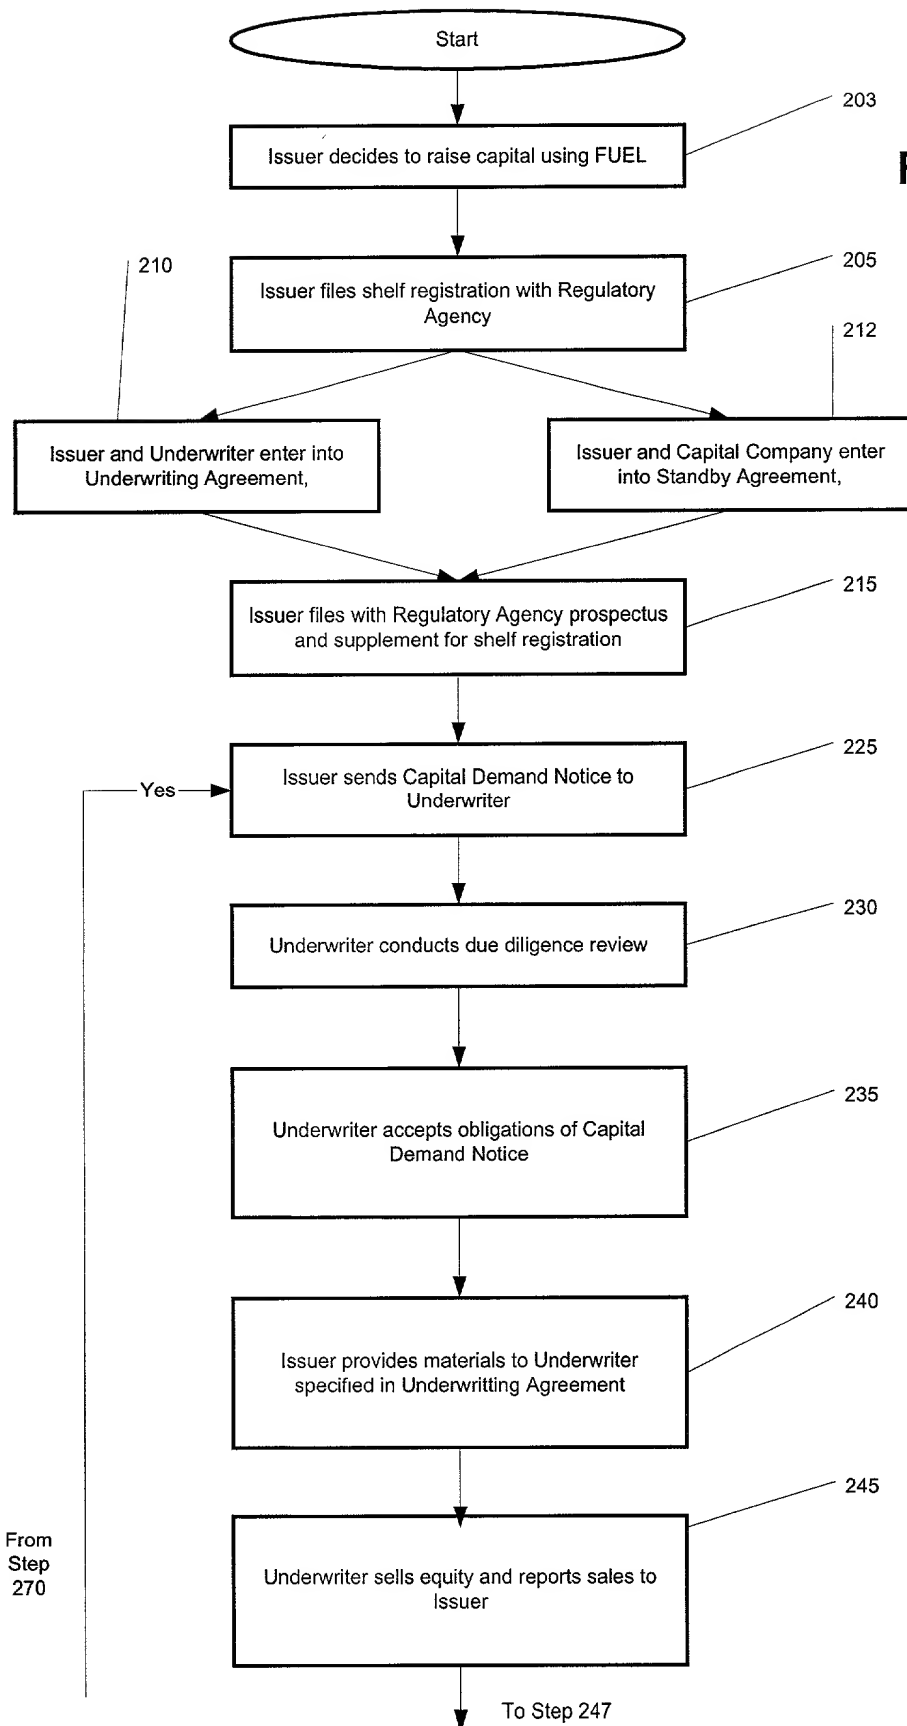 Start
203
Issuer decides to raise capital using FUEL
210
205
Issuer files shelf registration with Regulatory
Agency
212
Issuer and Underwriter enter into
Underwriting Agreement,
Issuer and Capital Company enter
into Standby Agreement,
215
Issuer files with Regulatory Agency prospectus
and supplement for shelf registration
225
Issuer sends Capital Demand Notice to
Underwriter
Yes
230
Underwriter conducts due diligence review
235
Underwriter accepts obligations of Capital
Demand Notice
240
Issuer provides materials to Underwriter
specified in Underwritting Agreement
245
Underwriter sells equity and reports sales to
Issuer
From
Step
270
To Step 247